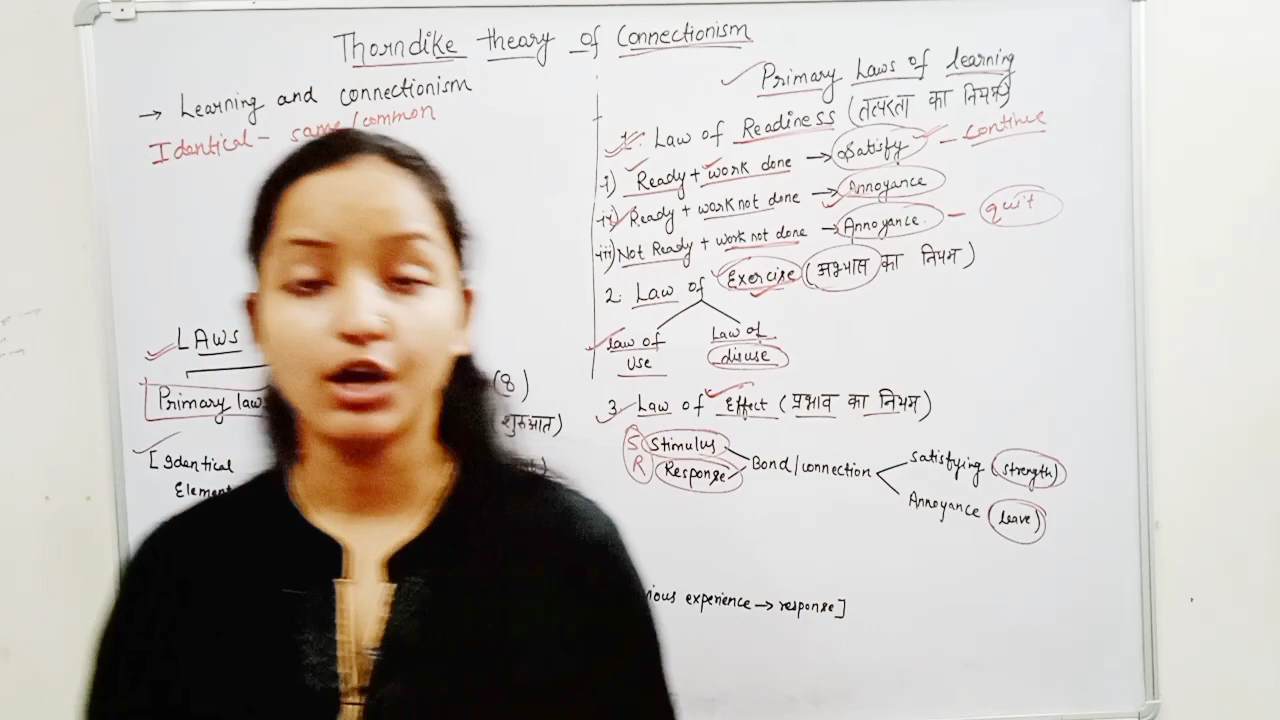 Thorndike theory of Connectionism
→ Learning and connectionism
Identical - same/common
LAWS
Primary law
(8)
शुरुआत)
[Identical
Element
Primary Laws of learning
1. Law of Readiness (तत्परता का नियम)
i) Ready + work done → Satisfy - continue
ii) Ready + work not done → Annoyance
iii) Not Ready + work not done → Annoyance. - quit
2. Law of Exercise (अभ्यास का नियम)
Law of Use
Law of disuse
3. Law of Effect (प्रभाव का नियम)
S Stimulus
R Response
Bond/connection
Satisfying (strength)
Annoyance (leave)
ious experience → response]